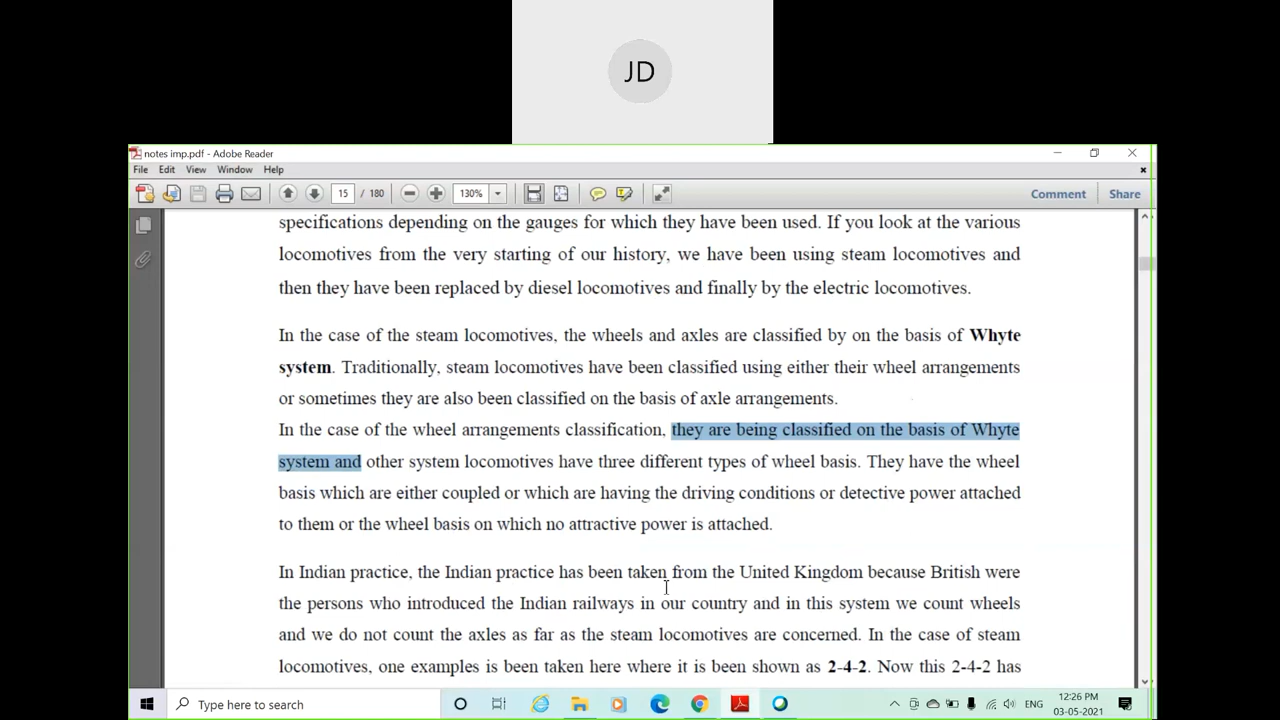 JD
notes imp.pdf - Adobe Reader
File Edit View Window Help
15 / 180 130% Comment Share
specifications depending on the gauges for which they have been used. If you look at the various
locomotives from the very starting of our history, we have been using steam locomotives and
then they have been replaced by diesel locomotives and finally by the electric locomotives.
In the case of the steam locomotives, the wheels and axles are classified by on the basis of Whyte
system. Traditionally, steam locomotives have been classified using either their wheel arrangements
or sometimes they are also been classified on the basis of axle arrangements.
In the case of the wheel arrangements classification, they are being classified on the basis of Whyte
system and other system locomotives have three different types of wheel basis. They have the wheel
basis which are either coupled or which are having the driving conditions or detective power attached
to them or the wheel basis on which no attractive power is attached.
In Indian practice, the Indian practice has been taken from the United Kingdom because British were
the persons who introduced the Indian railways in our country and in this system we count wheels
and we do not count the axles as far as the steam locomotives are concerned. In the case of steam
locomotives, one examples is been taken here where it is been shown as 2-4-2. Now this 2-4-2 has
Type here to search
ENG
12:26 PM
03-05-2021